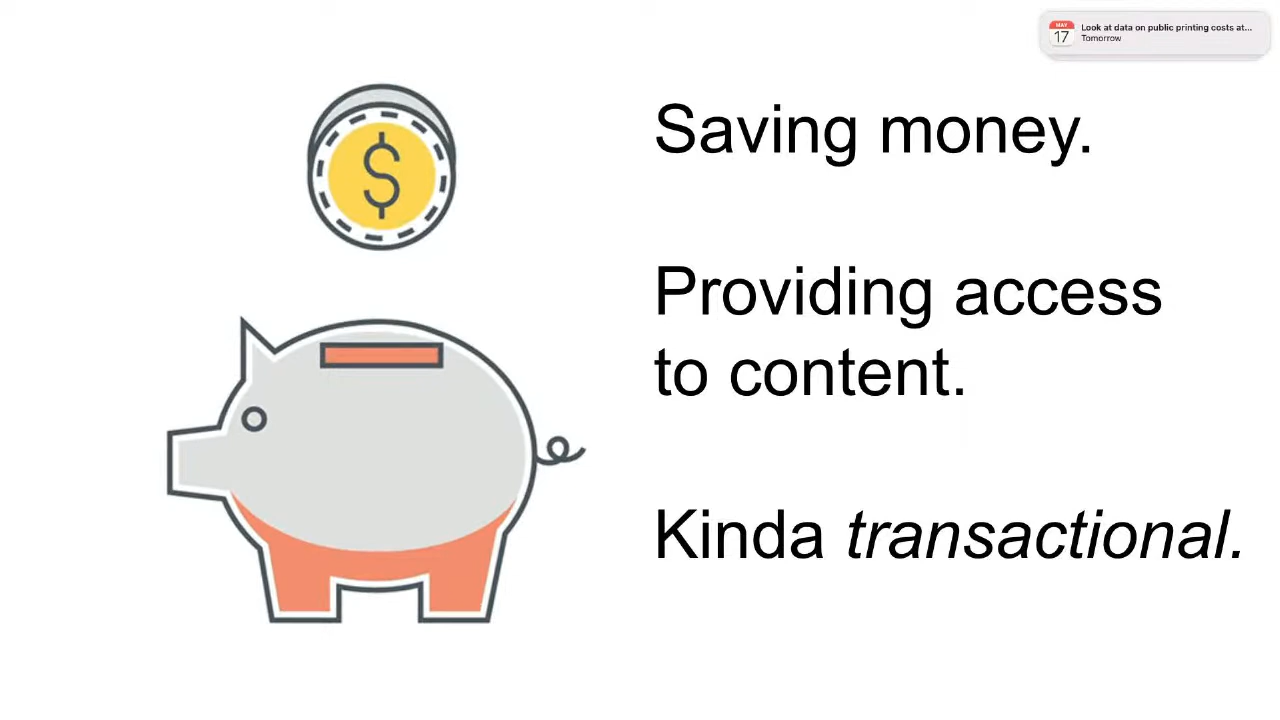 MAY
17
Look at data on public printing costs at...
Tomorrow
$
Saving money.
Providing access
to content.
Kinda transactional.